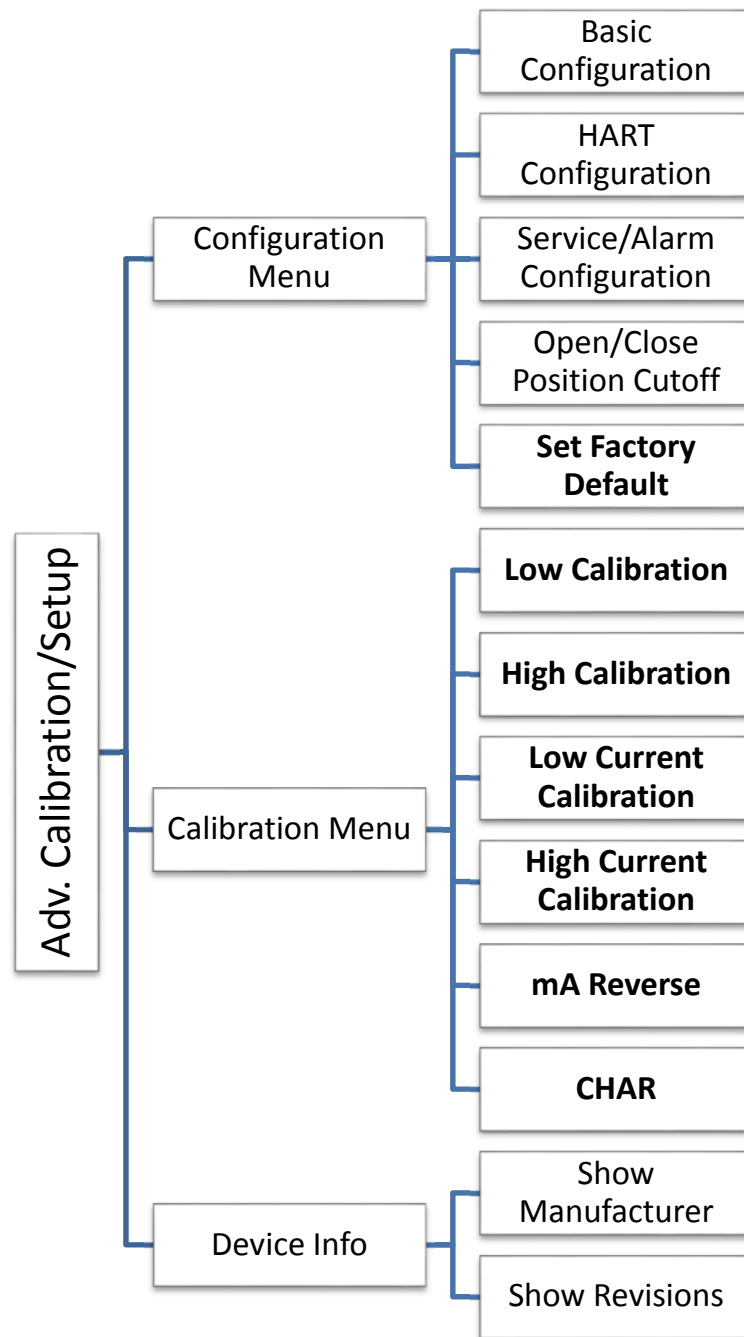 Adv. Calibration/Setup
Configuration
Menu
Basic
Configuration
HART
Configuration
Service/Alarm
Configuration
Open/Close
Position Cutoff
Set Factory
Default
Calibration Menu
Low Calibration
High Calibration
Low Current
Calibration
High Current
Calibration
mA Reverse
CHAR
Device Info
Show
Manufacturer
Show Revisions